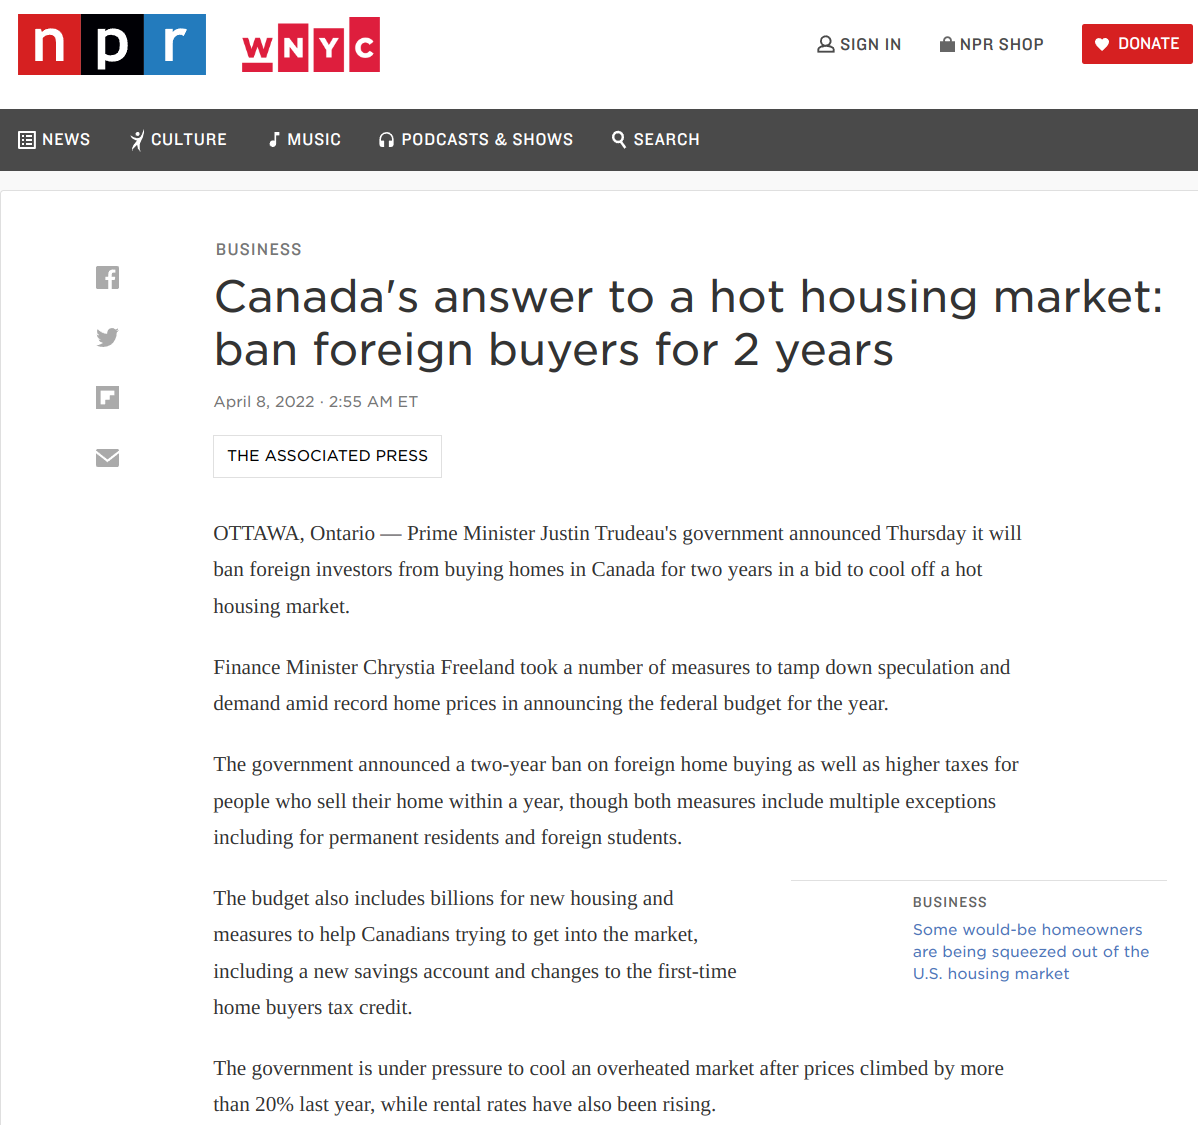 npr
WNYC
SIGN IN
NPR SHOP
DONATE
NEWS
CULTURE
MUSIC
PODCASTS & SHOWS
SEARCH
BUSINESS
Canada's answer to a hot housing market:
ban foreign buyers for 2 years
April 8, 2022 · 2:55 AM ET
THE ASSOCIATED PRESS
OTTAWA, Ontario — Prime Minister Justin Trudeau's government announced Thursday it will
ban foreign investors from buying homes in Canada for two years in a bid to cool off a hot
housing market.
Finance Minister Chrystia Freeland took a number of measures to tamp down speculation and
demand amid record home prices in announcing the federal budget for the year.
The government announced a two-year ban on foreign home buying as well as higher taxes for
people who sell their home within a year, though both measures include multiple exceptions
including for permanent residents and foreign students.
The budget also includes billions for new housing and
measures to help Canadians trying to get into the market,
including a new savings account and changes to the first-time
home buyers tax credit.
BUSINESS
Some would-be homeowners
are being squeezed out of the
U.S. housing market
The government is under pressure to cool an overheated market after prices climbed by more
than 20% last year, while rental rates have also been rising.